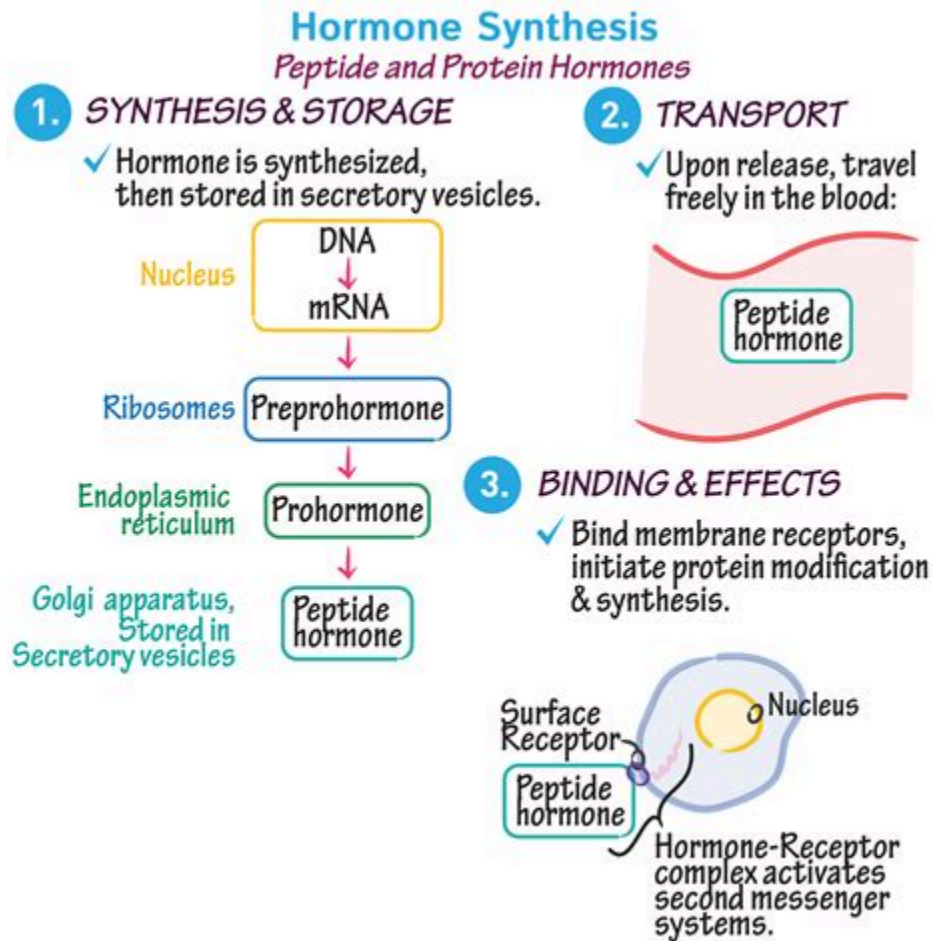 Hormone Synthesis
Peptide and Protein Hormones
1. SYNTHESIS & STORAGE
✓ Hormone is synthesized,
then stored in secretory vesicles.
Nucleus
DNA
mRNA
Ribosomes
Preprohormone
Endoplasmic
reticulum
Prohormone
Golgi apparatus,
Stored in
Secretory vesicles
Peptide
hormone
2. TRANSPORT
✓ Upon release, travel
freely in the blood:
Peptide
hormone
3. BINDING & EFFECTS
✓ Bind membrane receptors,
initiate protein modification
& synthesis.
Surface
Receptor
Nucleus
Peptide
hormone
Hormone-Receptor
complex activates
second messenger
systems.